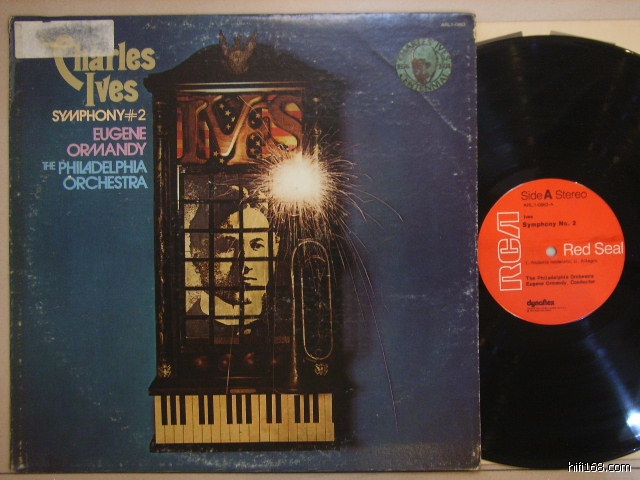 Charles
Ives
SYMPHONY #2
EUGENE
ORMANDY
THE PHILADELPHIA
ORCHESTRA
IVES
Side A Stereo
Ives
Symphony No. 2
RCA
Red Seal
The Philadelphia Orchestra
Eugene Ormandy, Conductor
dynaflex
hifi168.com